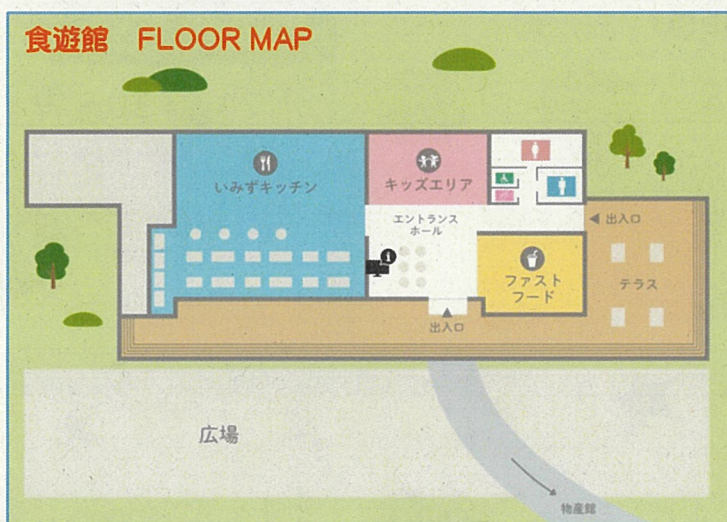 食遊館 FLOOR MAP
いみずキッチン
キッズエリア
エントランス
ホール
出入口
ファスト
フード
テラス
出入口
広場
物産館